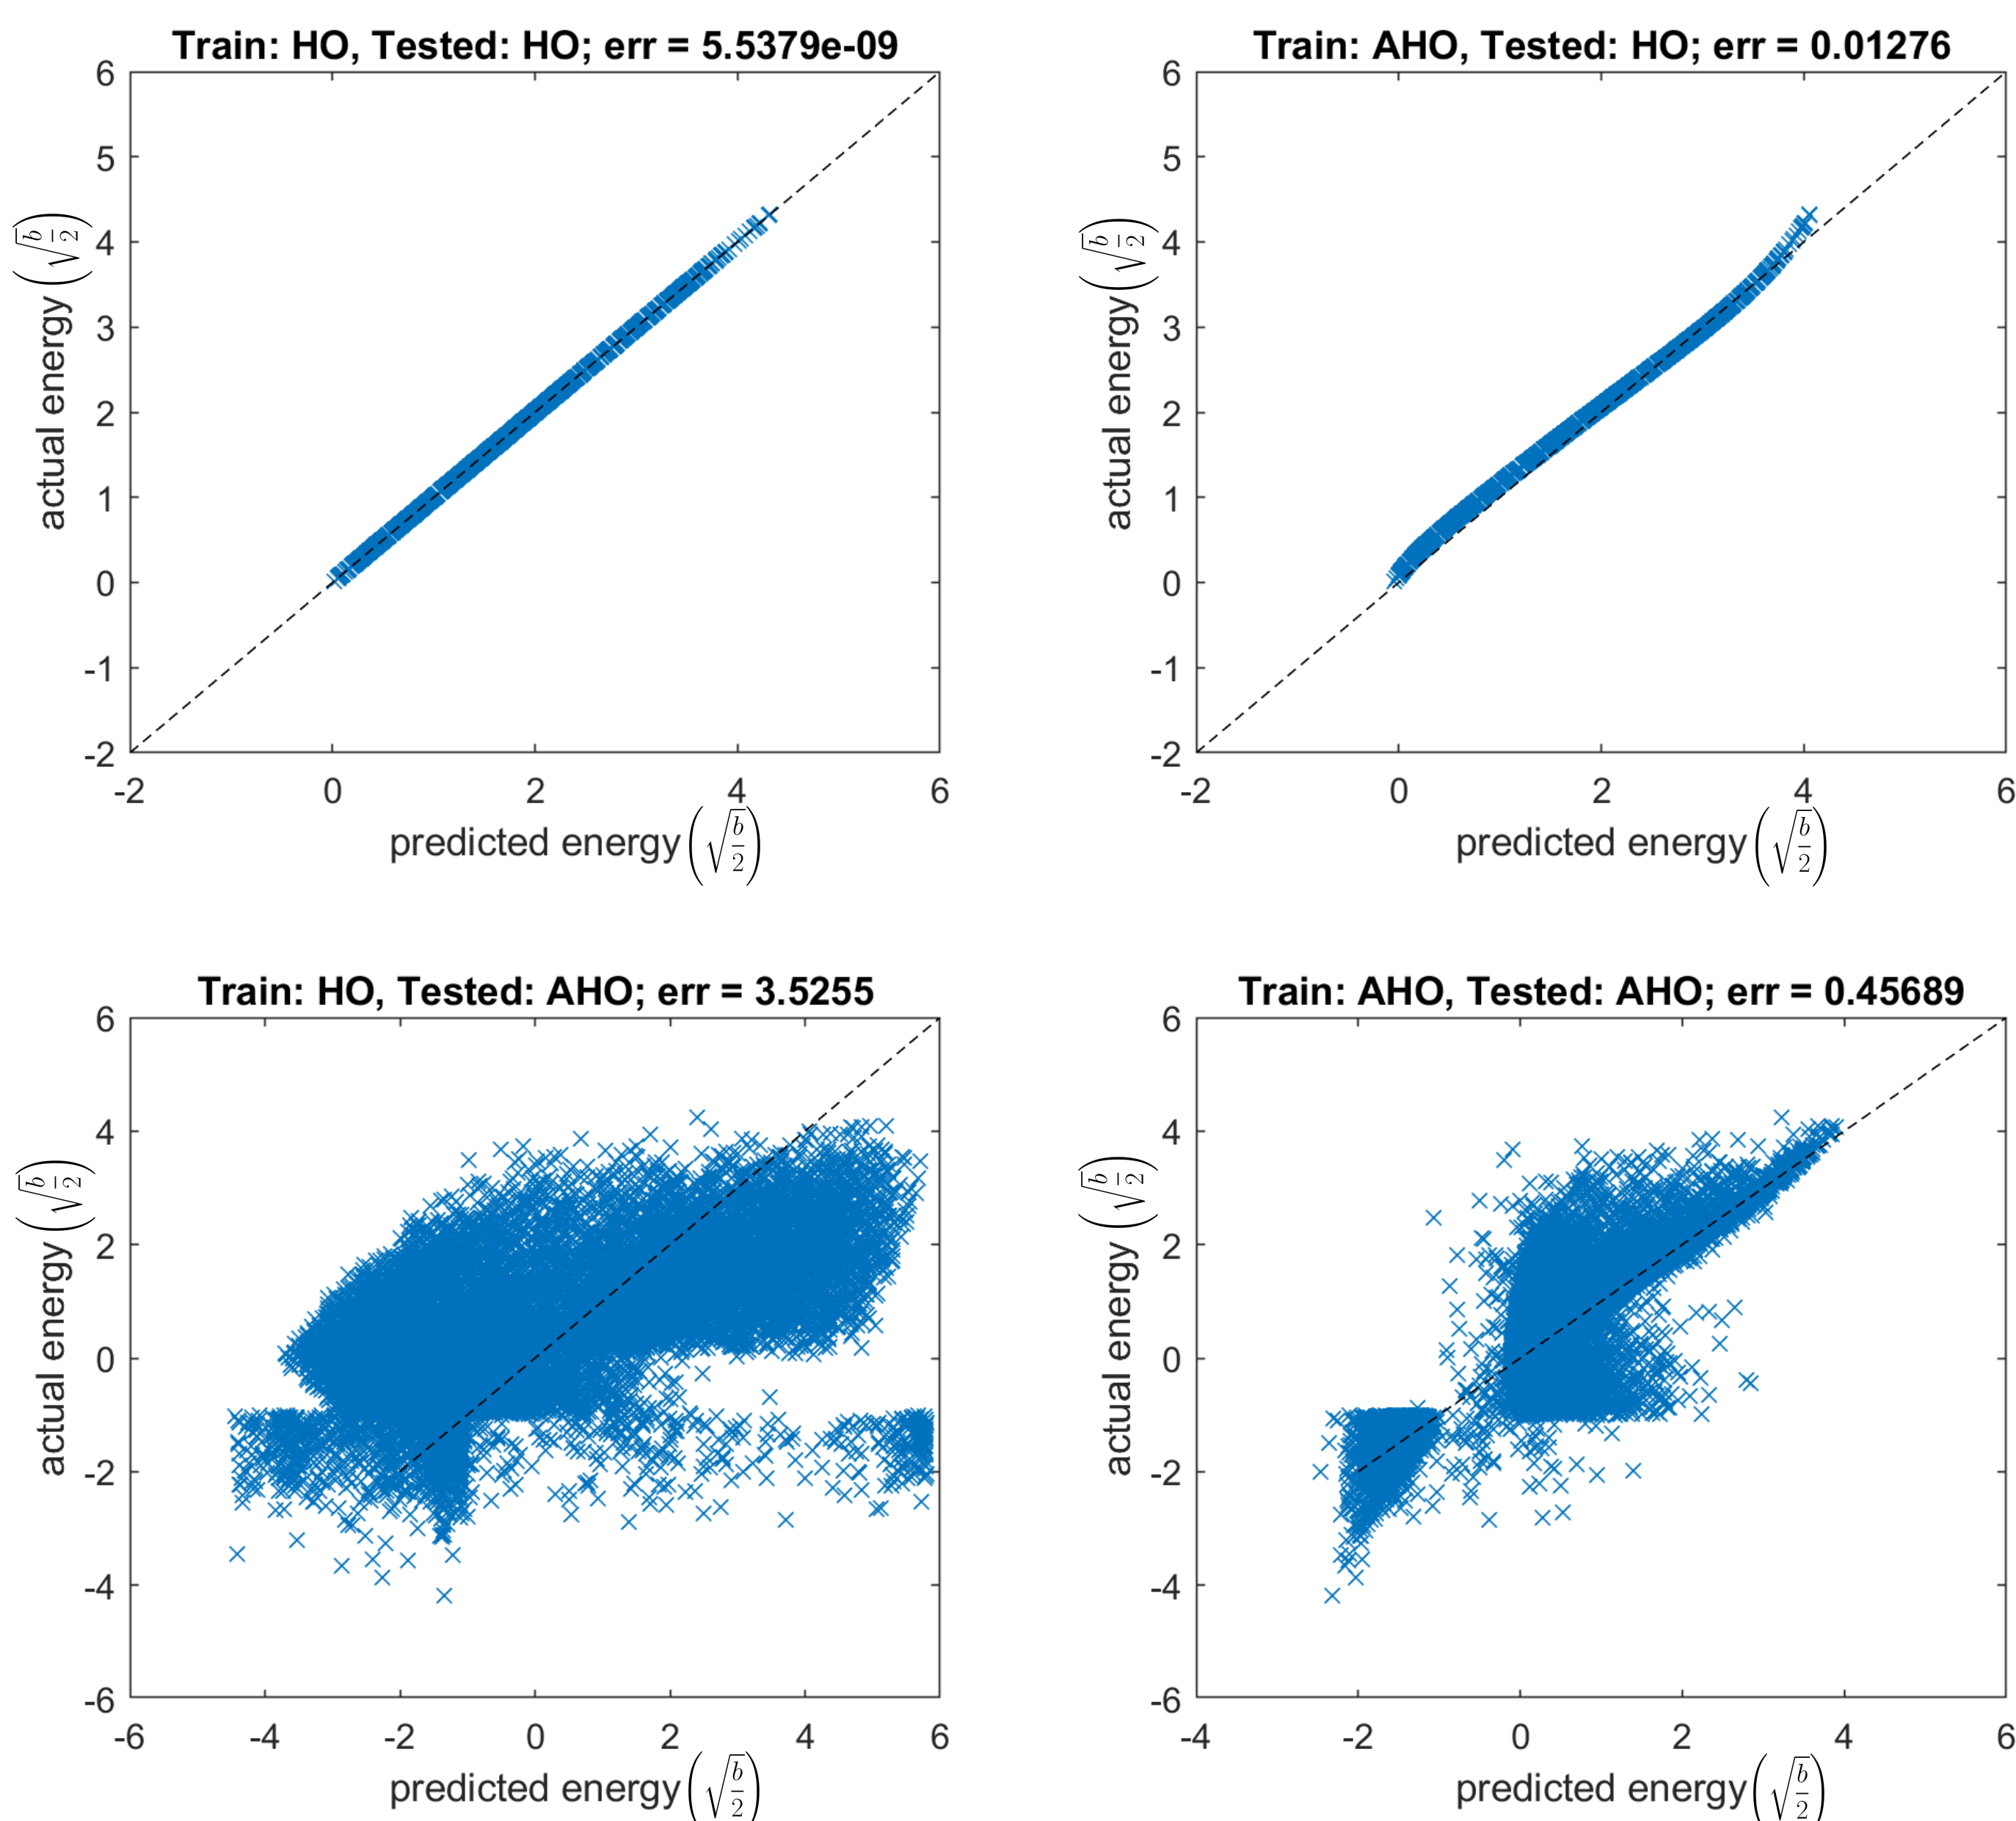 Train: HO, Tested: HO; err = 5.5379e-09
6
5
4
3
2
1
0
-1
-2
actual energy (√(b/2))
-2 0 2 4 6
predicted energy (√(b/2))
Train: AHO, Tested: HO; err = 0.01276
6
5
4
3
2
1
0
-1
-2
actual energy (√(b/2))
-2 0 2 4 6
predicted energy (√(b/2))
Train: HO, Tested: AHO; err = 3.5255
6
4
2
0
-2
-4
-6
actual energy (√(b/2))
-6 -4 -2 0 2 4 6
predicted energy (√(b/2))
Train: AHO, Tested: AHO; err = 0.45689
6
4
2
0
-2
-4
-6
actual energy (√(b/2))
-4 -2 0 2 4 6
predicted energy (√(b/2))